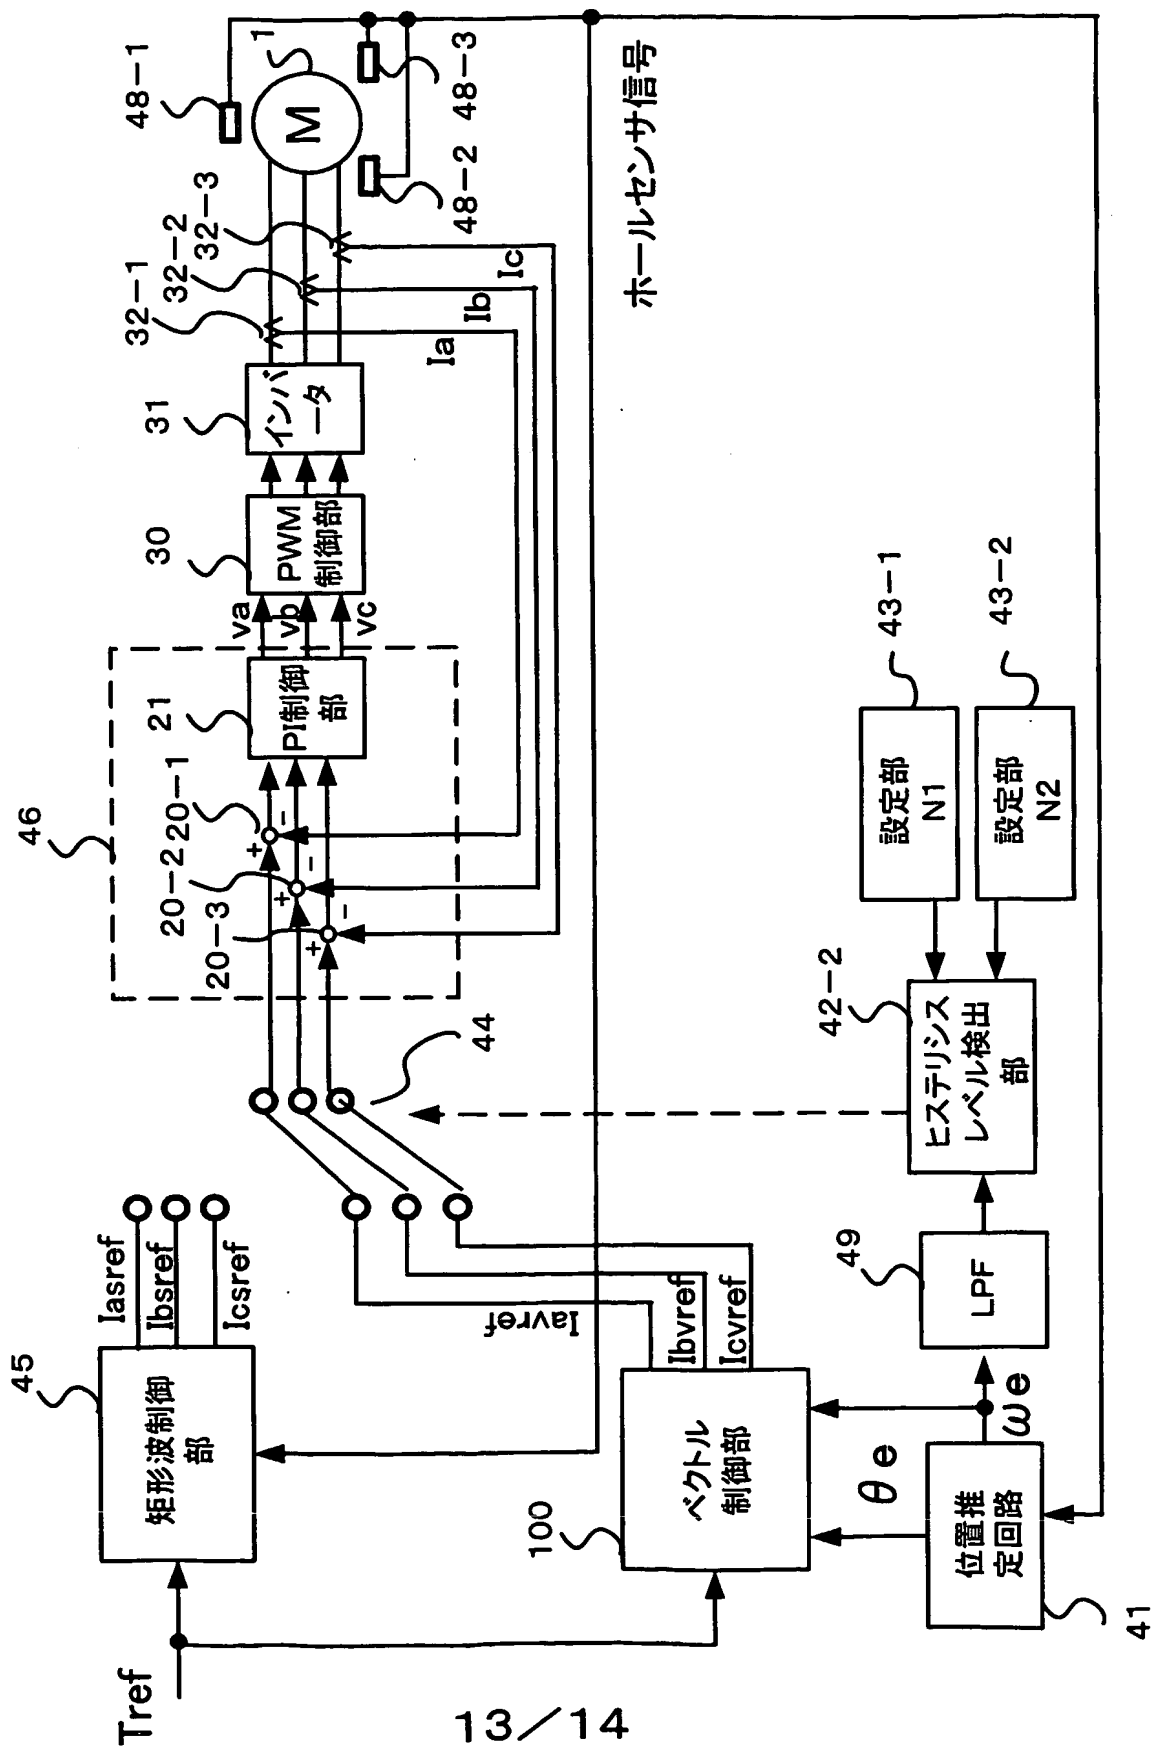 Tref
45
矩形波制御
部
Iasref
Ibsref
Icsref
100
ベクトル
制御部
Iavref
Ibvref
Icvref
θe
ωe
位置推
定回路
41
49
LPF
42-2
ヒステリシス
レベル検出
部
設定部
N1
43-1
設定部
N2
43-2
44
46
20-1
20-2
20-3
+
-
+
-
+
-
21
PI制御
部
va
vb
vc
30
PWM
制御部
31
インバ
ータ
32-1
32-2
32-3
Ia
Ib
Ic
M
1
48-1
48-2
48-3
ホールセンサ信号
13/14